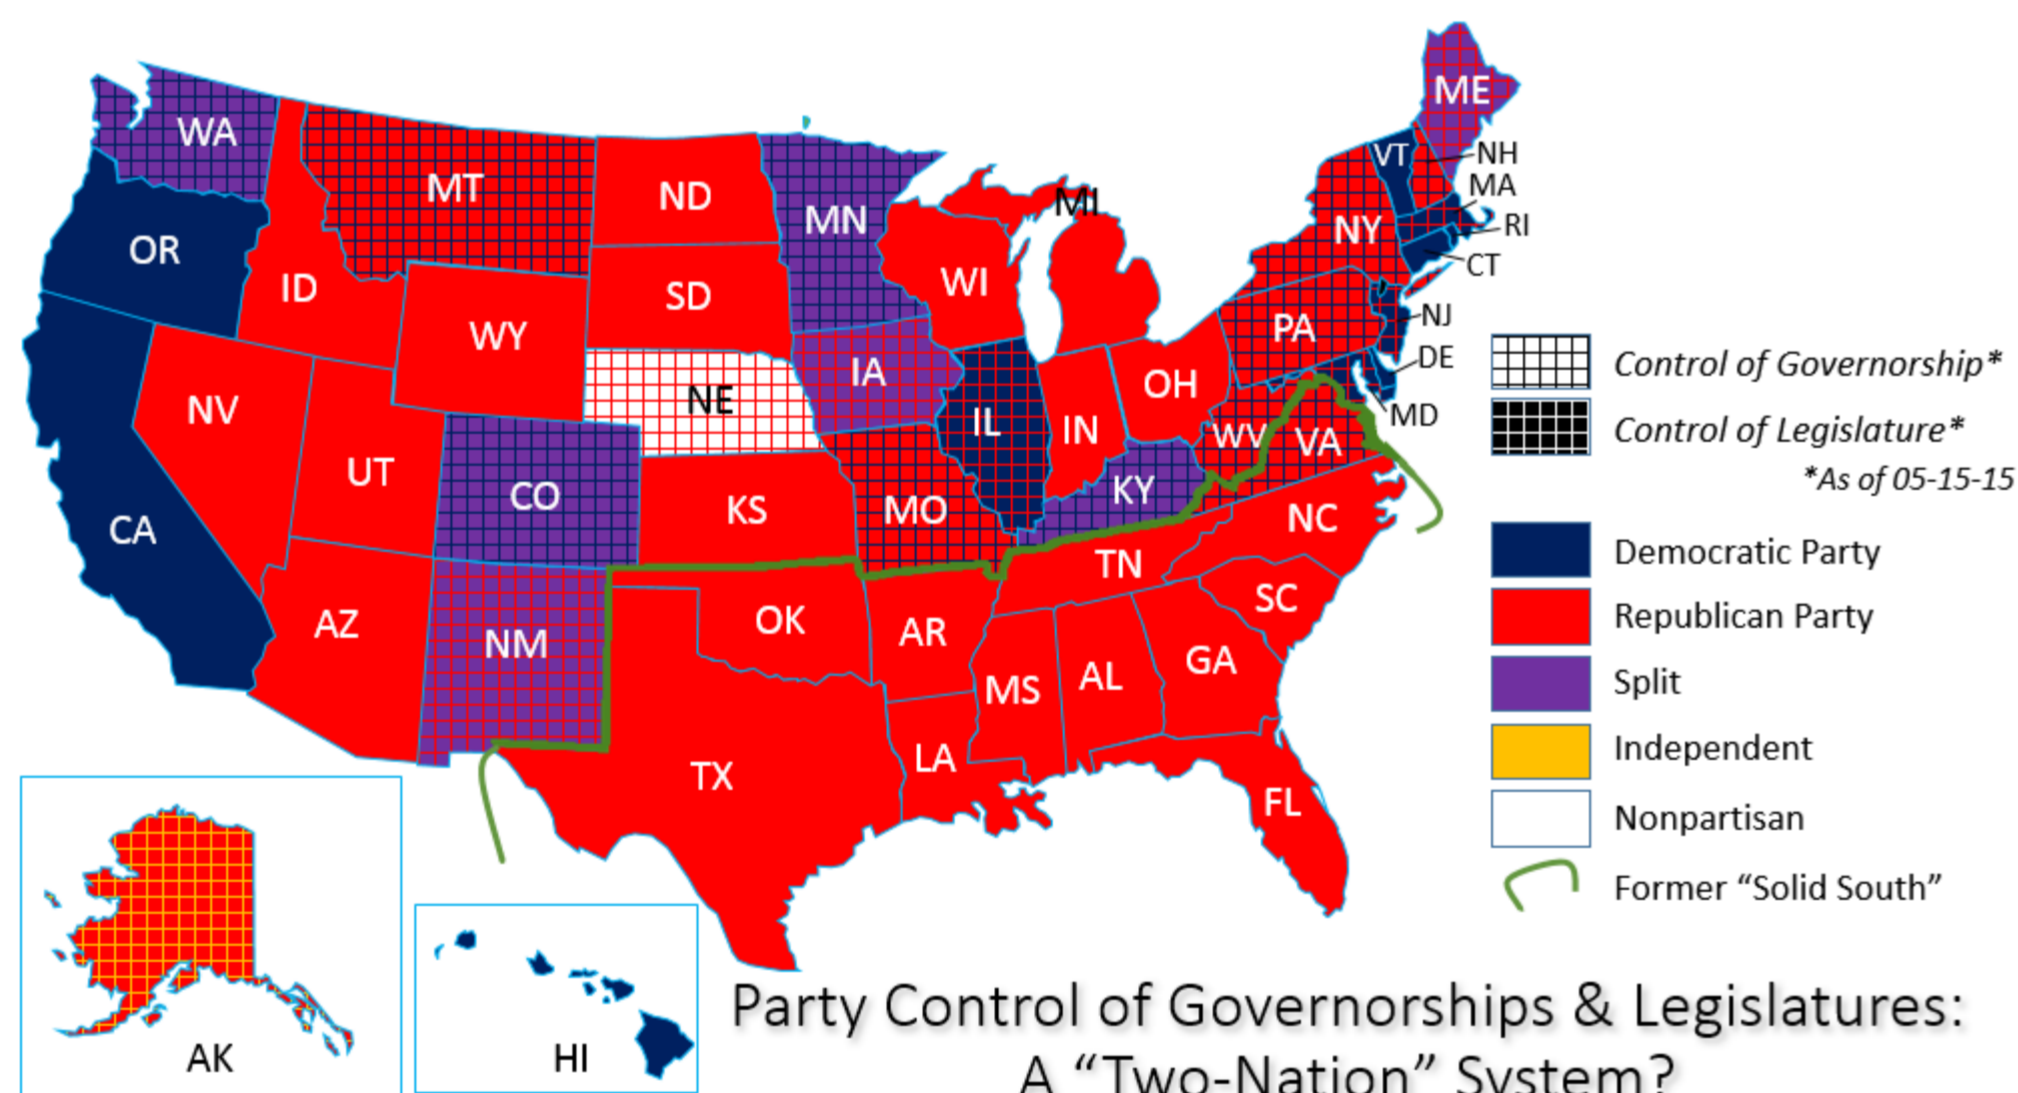 WA
OR
CA
ID
NV
MT
WY
UT
AZ
CO
NM
ND
SD
NE
KS
OK
TX
MN
IA
MO
AR
LA
WI
IL
MI
IN
OH
KY
TN
MS
AL
GA
FL
SC
NC
VA
WV
PA
NY
VT
ME
NH
MA
RI
CT
NJ
DE
MD
AK
HI
Control of Governorship*
Control of Legislature*
*As of 05-15-15
Democratic Party
Republican Party
Split
Independent
Nonpartisan
Former “Solid South”
Party Control of Governorships & Legislatures:
A “Two-Nation” System?